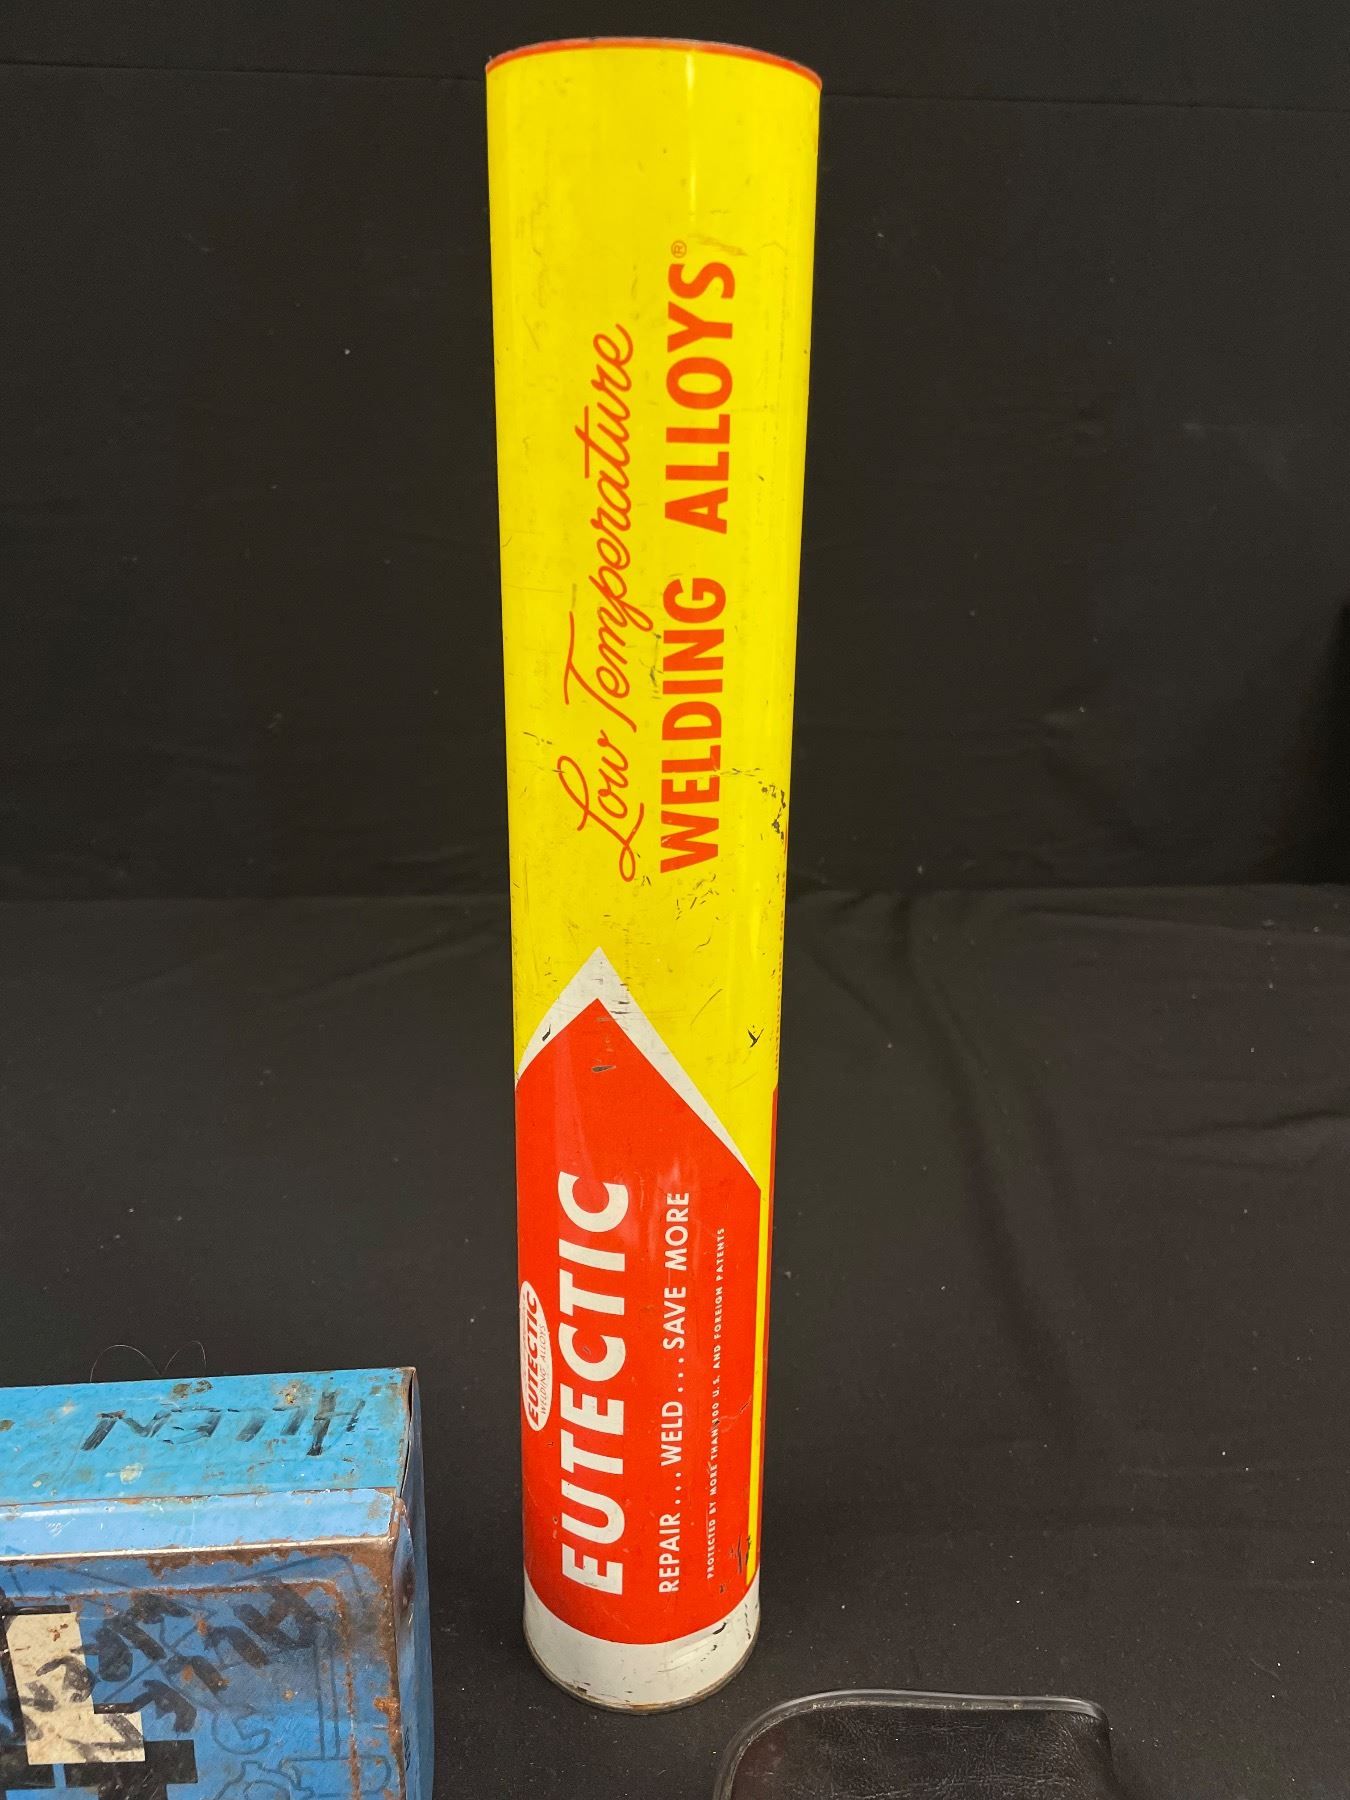 Low Temperature
WELDING ALLOYS®
EUTECTIC
WELDING ALLOYS
EUTECTIC
REPAIR...WELD...SAVE MORE
PROTECTED BY MORE THAN 100 U.S. AND FOREIGN PATENTS